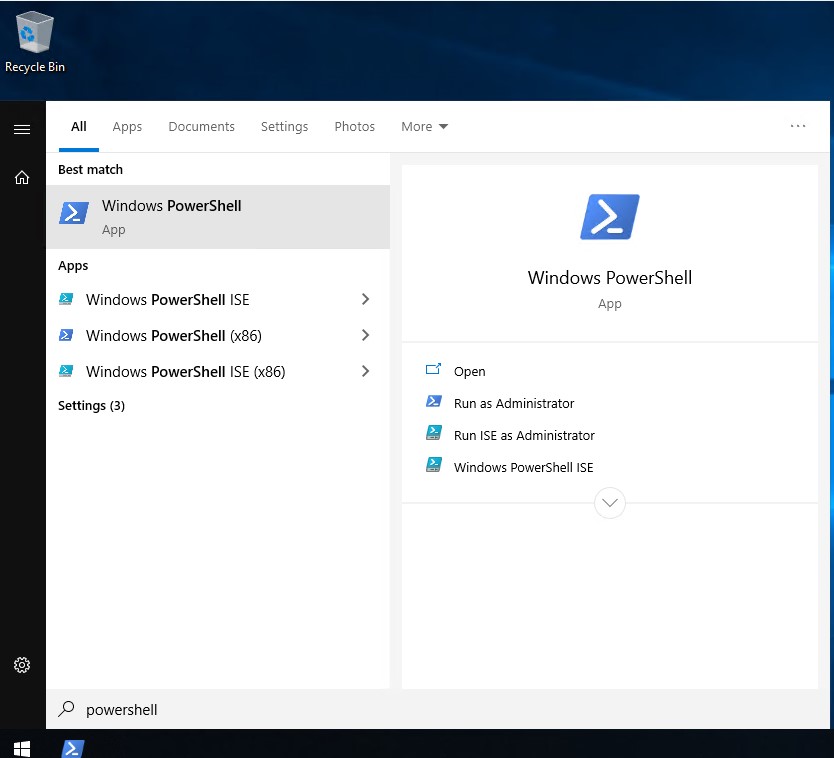 Recycle Bin
All Apps Documents Settings Photos More ...
Best match
Windows PowerShell
App
Apps
Windows PowerShell ISE
Windows PowerShell (x86)
Windows PowerShell ISE (x86)
Settings (3)
Windows PowerShell
App
Open
Run as Administrator
Run ISE as Administrator
Windows PowerShell ISE
powershell